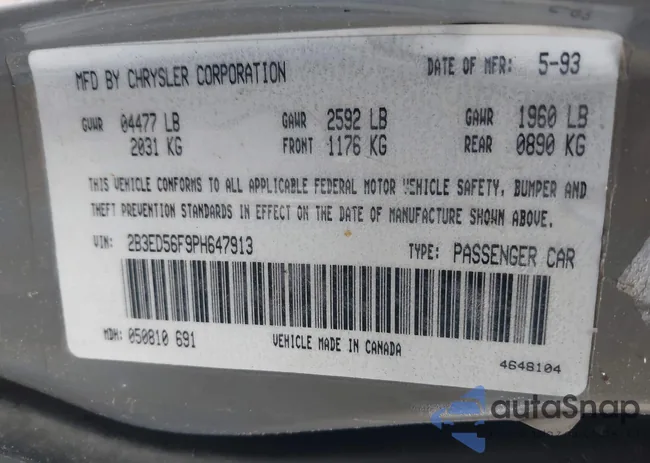 MFD BY CHRYSLER CORPORATION DATE OF MFR: 5-93
GVWR 04477 LB GAWR 2592 LB GAWR 1960 LB
2031 KG FRONT 1176 KG REAR 0890 KG
THIS VEHICLE CONFORMS TO ALL APPLICABLE FEDERAL MOTOR VEHICLE SAFETY, BUMPER AND
THEFT PREVENTION STANDARDS IN EFFECT ON THE DATE OF MANUFACTURE SHOWN ABOVE.
VIN: 2B3ED56F9PH647913 TYPE: PASSENGER CAR
MDH: 050810 691 VEHICLE MADE IN CANADA
4648104
autoSnap